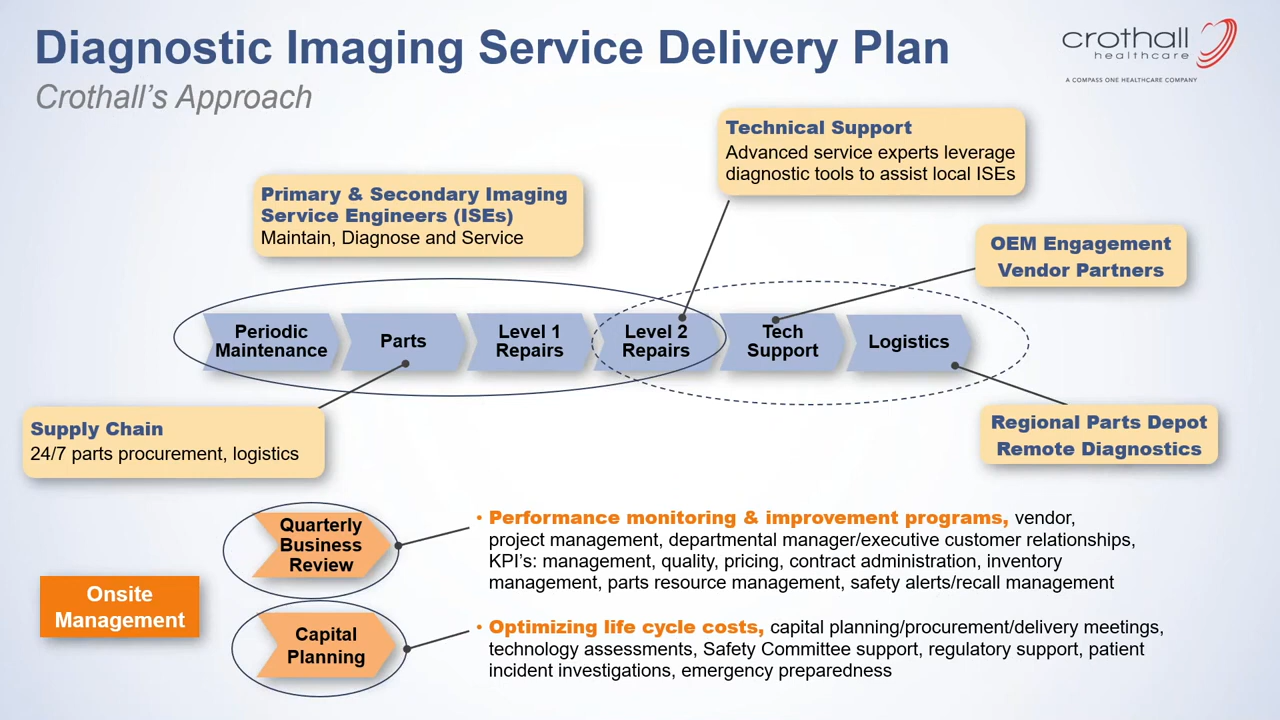 Diagnostic Imaging Service Delivery Plan
Crothall's Approach
crothall
healthcare
A COMPASS ONE HEALTHCARE COMPANY
Technical Support
Advanced service experts leverage
diagnostic tools to assist local ISEs
Primary & Secondary Imaging
Service Engineers (ISEs)
Maintain, Diagnose and Service
OEM Engagement
Vendor Partners
Periodic
Maintenance
Parts
Level 1
Repairs
Level 2
Repairs
Tech
Support
Logistics
Supply Chain
24/7 parts procurement, logistics
Regional Parts Depot
Remote Diagnostics
Onsite
Management
Quarterly
Business
Review
• Performance monitoring & improvement programs, vendor,
project management, departmental manager/executive customer relationships,
KPI's: management, quality, pricing, contract administration, inventory
management, parts resource management, safety alerts/recall management
Capital
Planning
• Optimizing life cycle costs, capital planning/procurement/delivery meetings,
technology assessments, Safety Committee support, regulatory support, patient
incident investigations, emergency preparedness